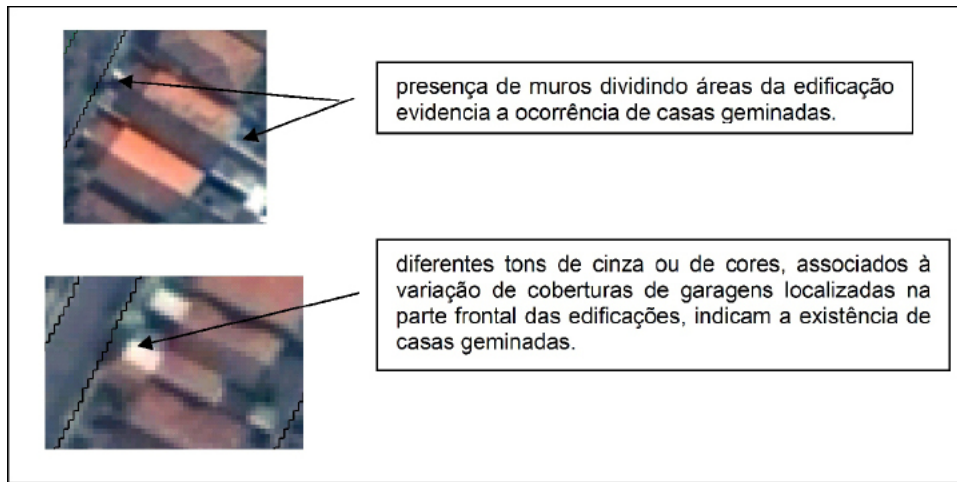 presença de muros dividindo áreas da edificação
evidencia a ocorrência de casas geminadas.
diferentes tons de cinza ou de cores, associados à
variação de coberturas de garagens localizadas na
parte frontal das edificações, indicam a existência de
casas geminadas.